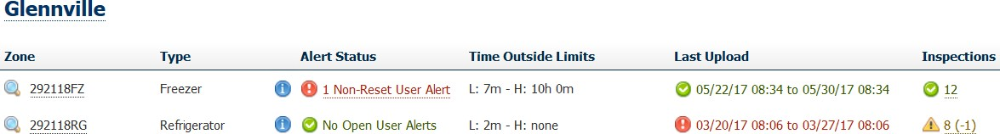 Glennville
Zone Type Alert Status Time Outside Limits Last Upload Inspections
292118FZ Freezer 1 Non-Reset User Alert L: 7m - H: 10h 0m 05/22/17 08:34 to 05/30/17 08:34 12
292118RG Refrigerator No Open User Alerts L: 2m - H: none 03/20/17 08:06 to 03/27/17 08:06 8 (-1)